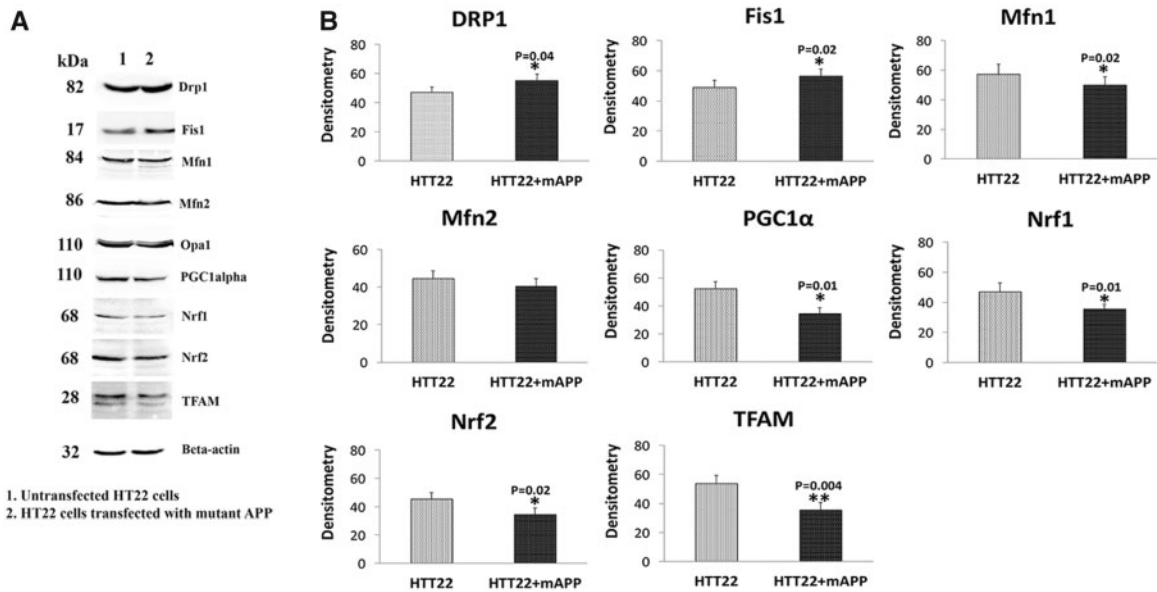 A
kDa 1 2
82 Drp1
17 Fis1
84 Mfn1
86 Mfn2
110 Opa1
110 PGC1alpha
68 Nrf1
68 Nrf2
28 TFAM
32 Beta-actin
1. Untransfected HT22 cells
2. HT22 cells transfected with mutant APP
B
DRP1
Densitometry
80
60
40
20
0
P=0.04
*
HTT22 HTT22+mAPP
Fis1
Densitometry
80
60
40
20
0
P=0.02
*
HTT22 HTT22+mAPP
Mfn1
Densitometry
80
60
40
20
0
P=0.02
*
HTT22 HTT22+mAPP
Mfn2
Densitometry
60
40
20
0
HTT22 HTT22+mAPP
PGC1α
Densitometry
80
60
40
20
0
P=0.01
*
HTT22 HTT22+mAPP
Nrf1
Densitometry
80
60
40
20
0
P=0.01
*
HTT22 HTT22+mAPP
Nrf2
Densitometry
80
60
40
20
0
P=0.02
*
HTT22 HTT22+mAPP
TFAM
Densitometry
80
60
40
20
0
P=0.004
**
HTT22 HTT22+mAPP